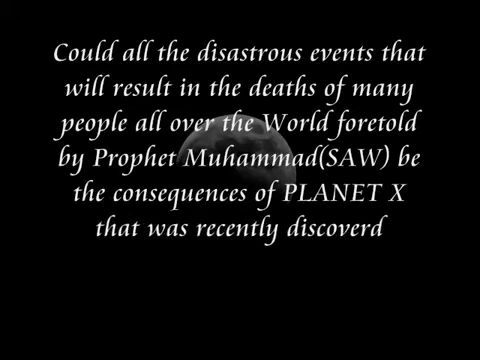 Could all the disastrous events that
will result in the deaths of many
people all over the World foretold
by Prophet Muhammad(SAW) be
the consequences of PLANET X
that was recently discoverd